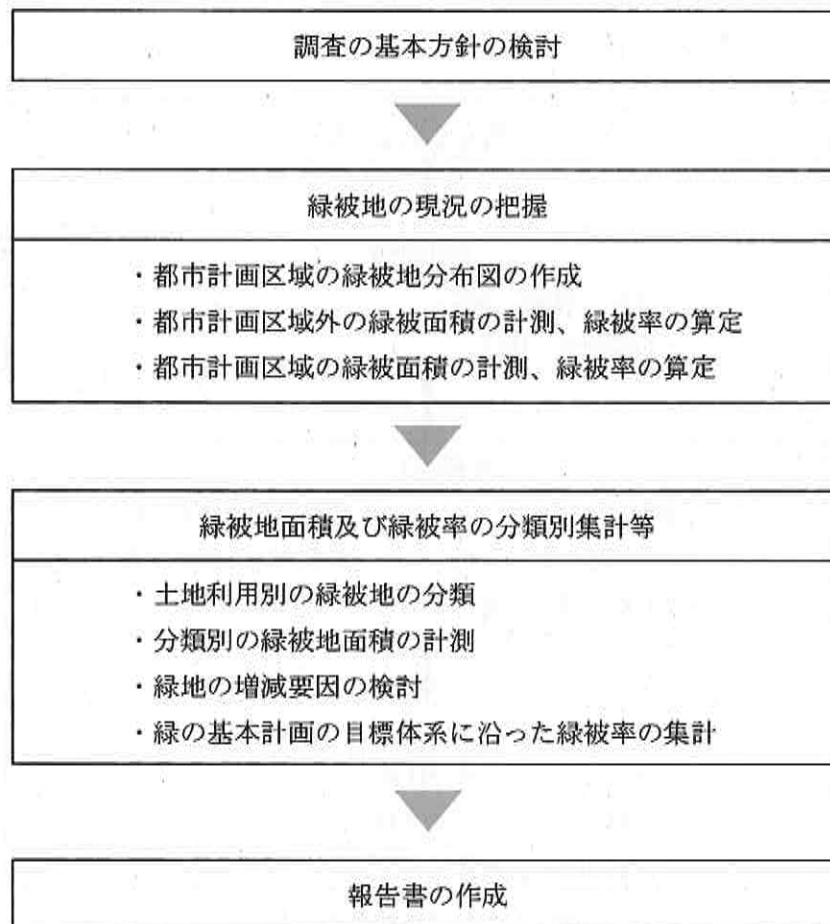 調査の基本方針の検討
緑被地の現況の把握
・都市計画区域の緑被地分布図の作成
・都市計画区域外の緑被面積の計測、緑被率の算定
・都市計画区域の緑被面積の計測、緑被率の算定
緑被地面積及び緑被率の分類別集計等
・土地利用別の緑被地の分類
・分類別の緑被地面積の計測
・緑地の増減要因の検討
・緑の基本計画の目標体系に沿った緑被率の集計
報告書の作成